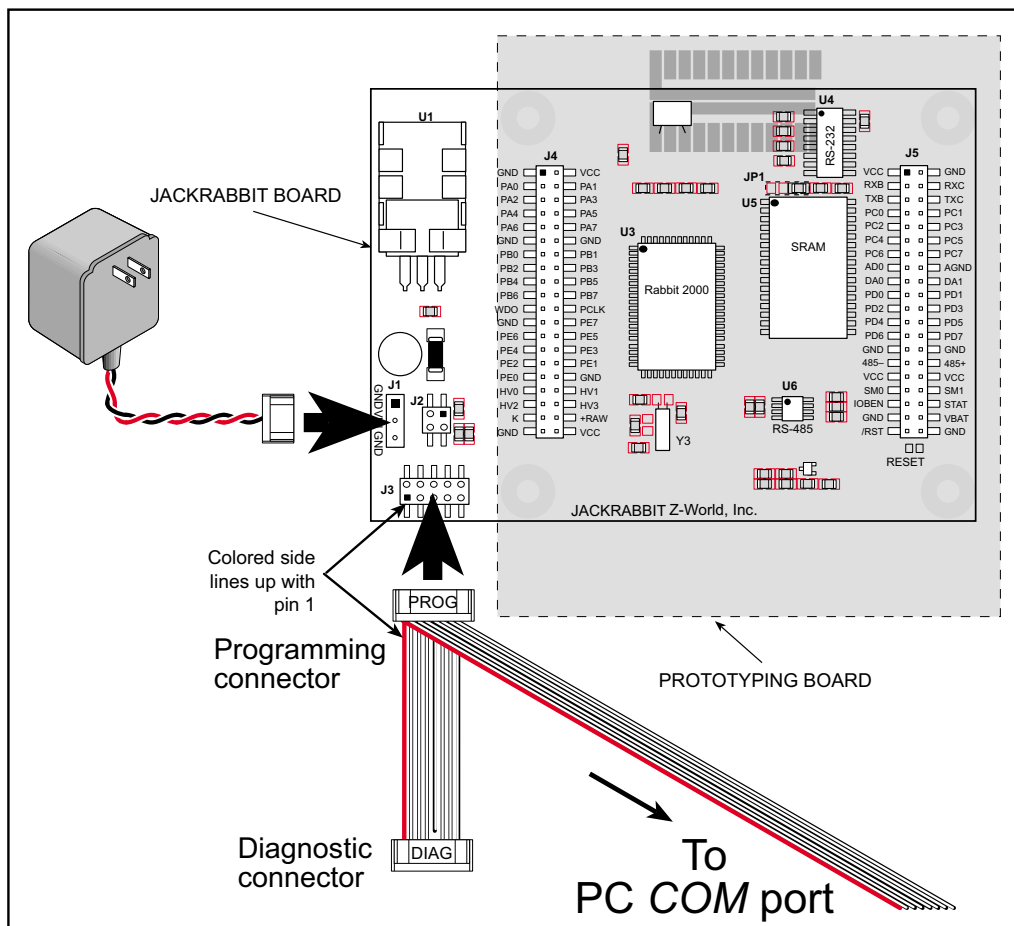 U1
U4
RS-232
J4
J5
JP1
U5
U3
SRAM
Rabbit 2000
JACKRABBIT BOARD
GND VCC
PA0 PA1
PA2 PA3
PA4 PA5
PA6 PA7
GND GND
PB0 PB1
PB2 PB3
PB4 PB5
PB6 PB7
WDO PCLK
GND PE7
PE6 PE5
PE4 PE3
PE2 PE1
PE0 GND
HV0 HV1
HV2 HV3
K +RAW
GND VCC
VCC GND
RXB RXC
TXB TXC
PC0 PC1
PC2 PC3
PC4 PC5
PC6 PC7
AD0 AGND
DA0 DA1
PD0 PD1
PD2 PD3
PD4 PD5
PD6 PD7
GND GND
485– 485+
VCC VCC
SM0 SM1
IOBEN STAT
GND VBAT
/RST GND
RESET
J1
J2
GND
GND
U6
RS-485
Y3
J3
JACKRABBIT Z-World, Inc.
Colored side
lines up with
pin 1
PROG
Programming
connector
PROTOTYPING BOARD
Diagnostic
connector
DIAG
To
PC COM port